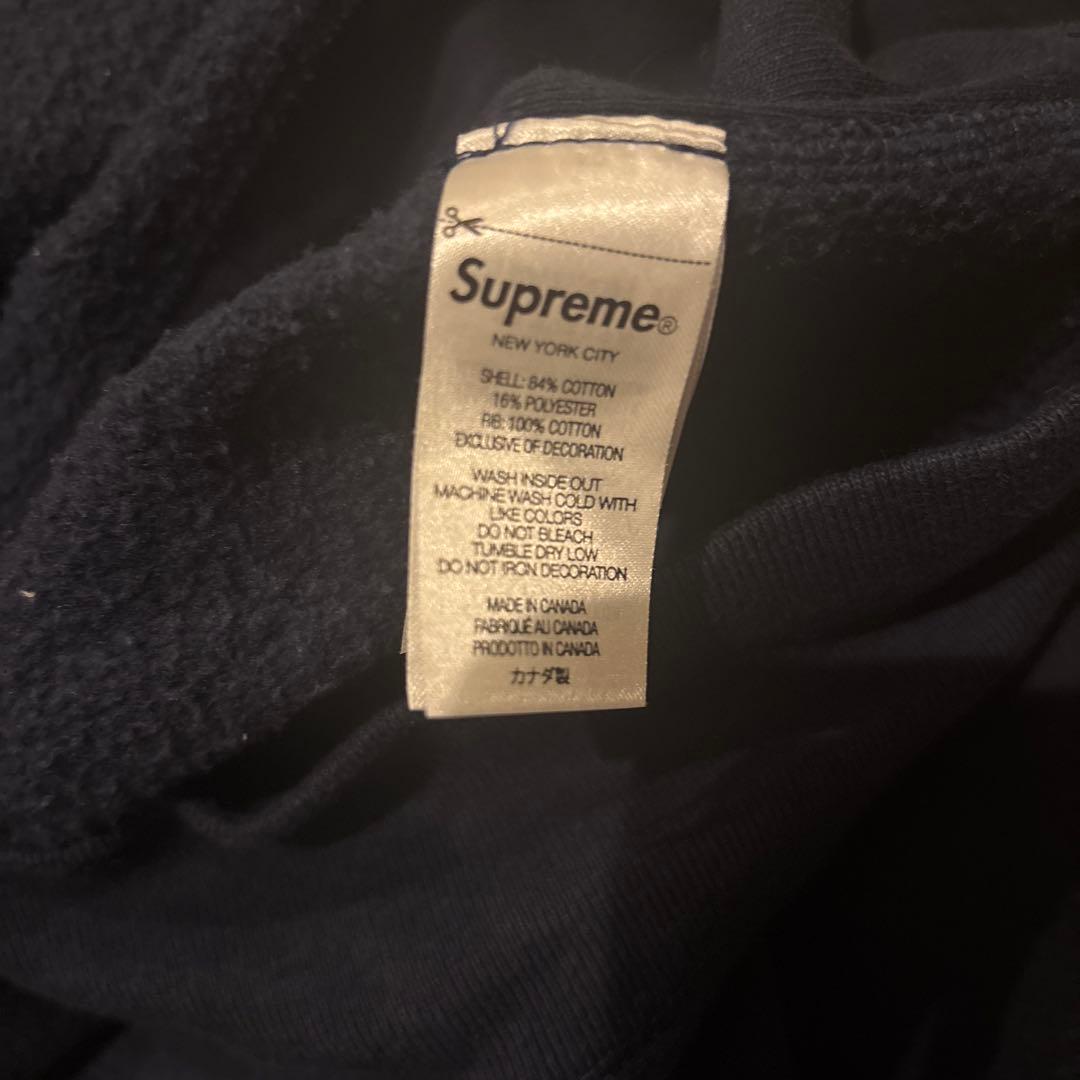 Supreme®
NEW YORK CITY
SHELL: 84% COTTON
16% POLYESTER
RIB: 100% COTTON
EXCLUSIVE OF DECORATION
WASH INSIDE OUT
MACHINE WASH COLD WITH
LIKE COLORS
DO NOT BLEACH
TUMBLE DRY LOW
DO NOT IRON DECORATION
MADE IN CANADA
FABRIQUÉ AU CANADA
PRODOTTO IN CANADA
カナダ製